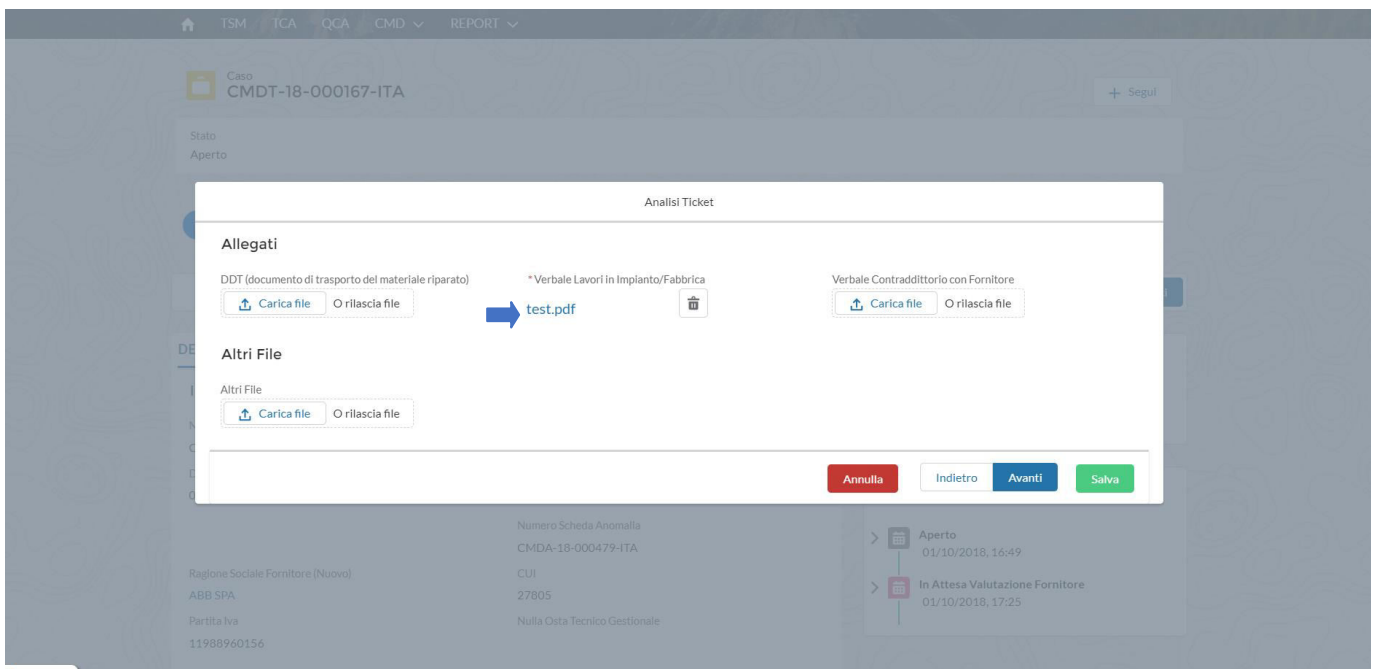 TSM TCA QCA CMD REPORT
Caso
CMDT-18-000167-ITA
+ Segui
Stato
Aperto
Analisi Ticket
Allegati
DDT (documento di trasporto del materiale riparato)
* Verbale Lavori in Impianto/Fabbrica
Verbale Contraddittorio con Fornitore
Carica file O rilascia file
test.pdf
Carica file O rilascia file
DE
Altri File
Altri File
Carica file O rilascia file
Annulla Indietro Avanti Salva
Numero Scheda Anomalia
CMDA-18-000479-ITA
Aperto
01/10/2018, 16:49
Ragione Sociale Fornitore (Nuovo)
CUI
ABB SPA
27805
In Attesa Valutazione Fornitore
01/10/2018, 17:25
Partita Iva
Nulla Osta Tecnico Gestionale
11988960156